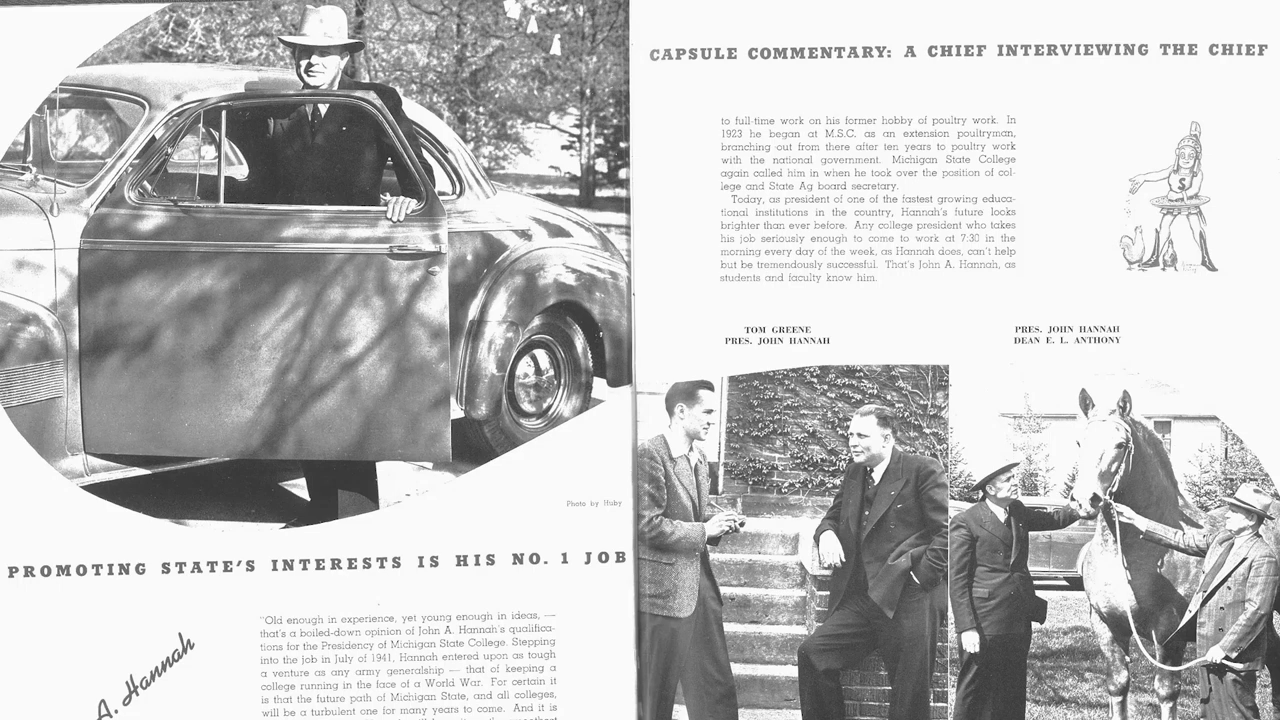 Photo by Huby
PROMOTING STATE'S INTERESTS IS HIS NO. 1 JOB
A. Hannah
"Old enough in experience, yet young enough in ideas, —
that's a boiled-down opinion of John A. Hannah's qualifica-
tions for the Presidency of Michigan State College. Stepping
into the job in July of 1941, Hannah entered upon as tough
a venture as any army generalship — that of keeping a
college running in the face of a World War. For certain it
is that the future path of Michigan State, and all colleges,
will be a turbulent one for many years to come. And it is
CAPSULE COMMENTARY: A CHIEF INTERVIEWING THE CHIEF
to full-time work on his former hobby of poultry work. In
1923 he began at M.S.C. as an extension poultryman,
branching out from there after ten years to poultry work
with the national government. Michigan State College
again called him in when he took over the position of col-
lege and State Ag board secretary.
Today, as president of one of the fastest growing educa-
tional institutions in the country, Hannah's future looks
brighter than ever before. Any college president who takes
his job seriously enough to come to work at 7:30 in the
morning every day of the week, as Hannah does, can't help
but be tremendously successful. That's John A. Hannah, as
students and faculty know him.
S
TOM GREENE
PRES. JOHN HANNAH
PRES. JOHN HANNAH
DEAN E. L. ANTHONY